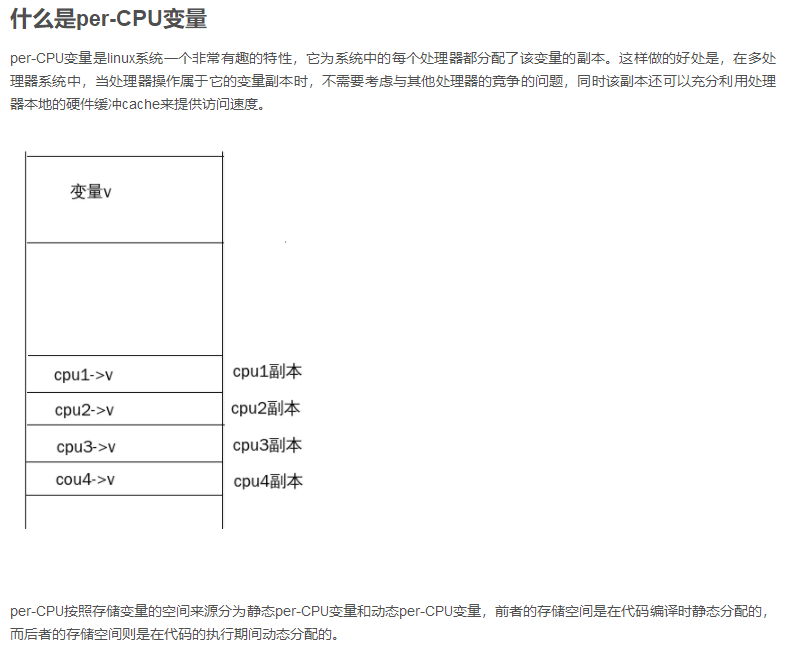 什么是per-CPU变量
per-CPU变量是linux系统一个非常有趣的特性，它为系统中的每个处理器都分配了该变量的副本。这样做的好处是，在多处
理器系统中，当处理器操作属于它的变量副本时，不需要考虑与其他处理器的竞争的问题，同时该副本还可以充分利用处理
器本地的硬件缓冲cache来提供访问速度。
变量v
cpu1->v cpu1副本
cpu2->v cpu2副本
cpu3->v cpu3副本
cou4->v cpu4副本
per-CPU按照存储变量的空间来源分为静态per-CPU变量和动态per-CPU变量，前者的存储空间是在代码编译时静态分配的，
而后者的存储空间则是在代码的执行期间动态分配的。